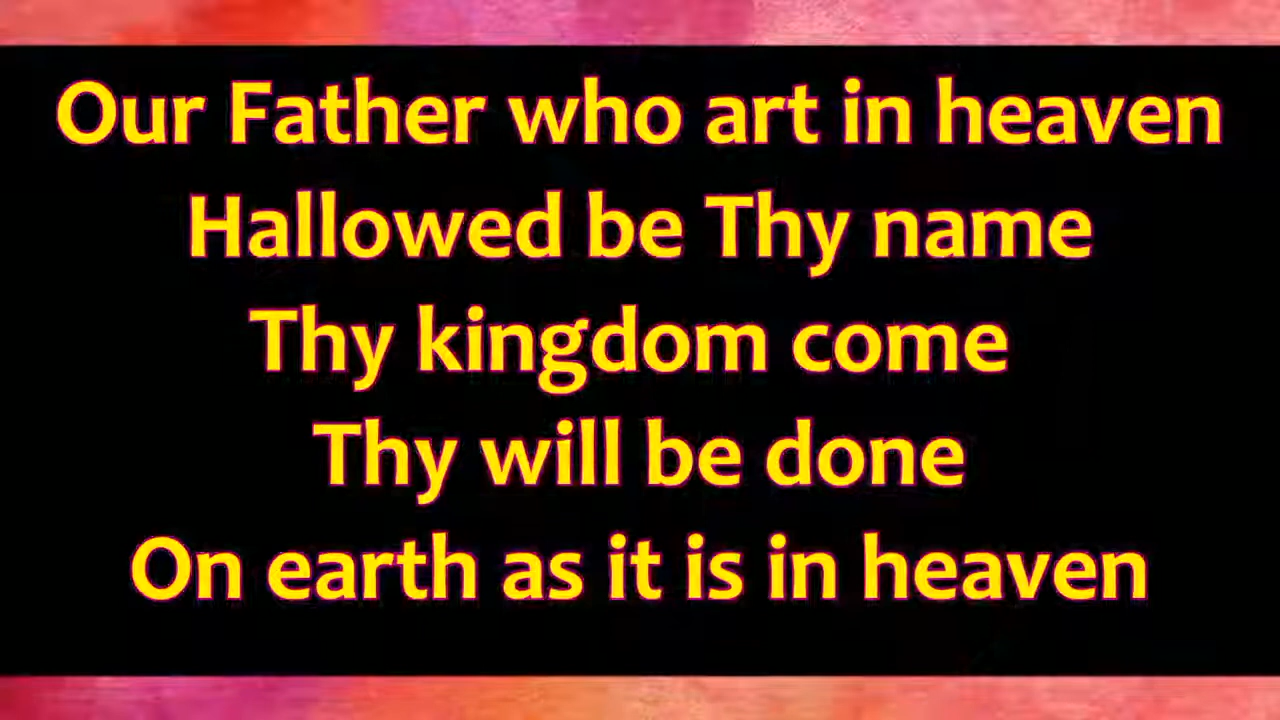 Our Father who art in heaven
Hallowed be Thy name
Thy kingdom come
Thy will be done
On earth as it is in heaven